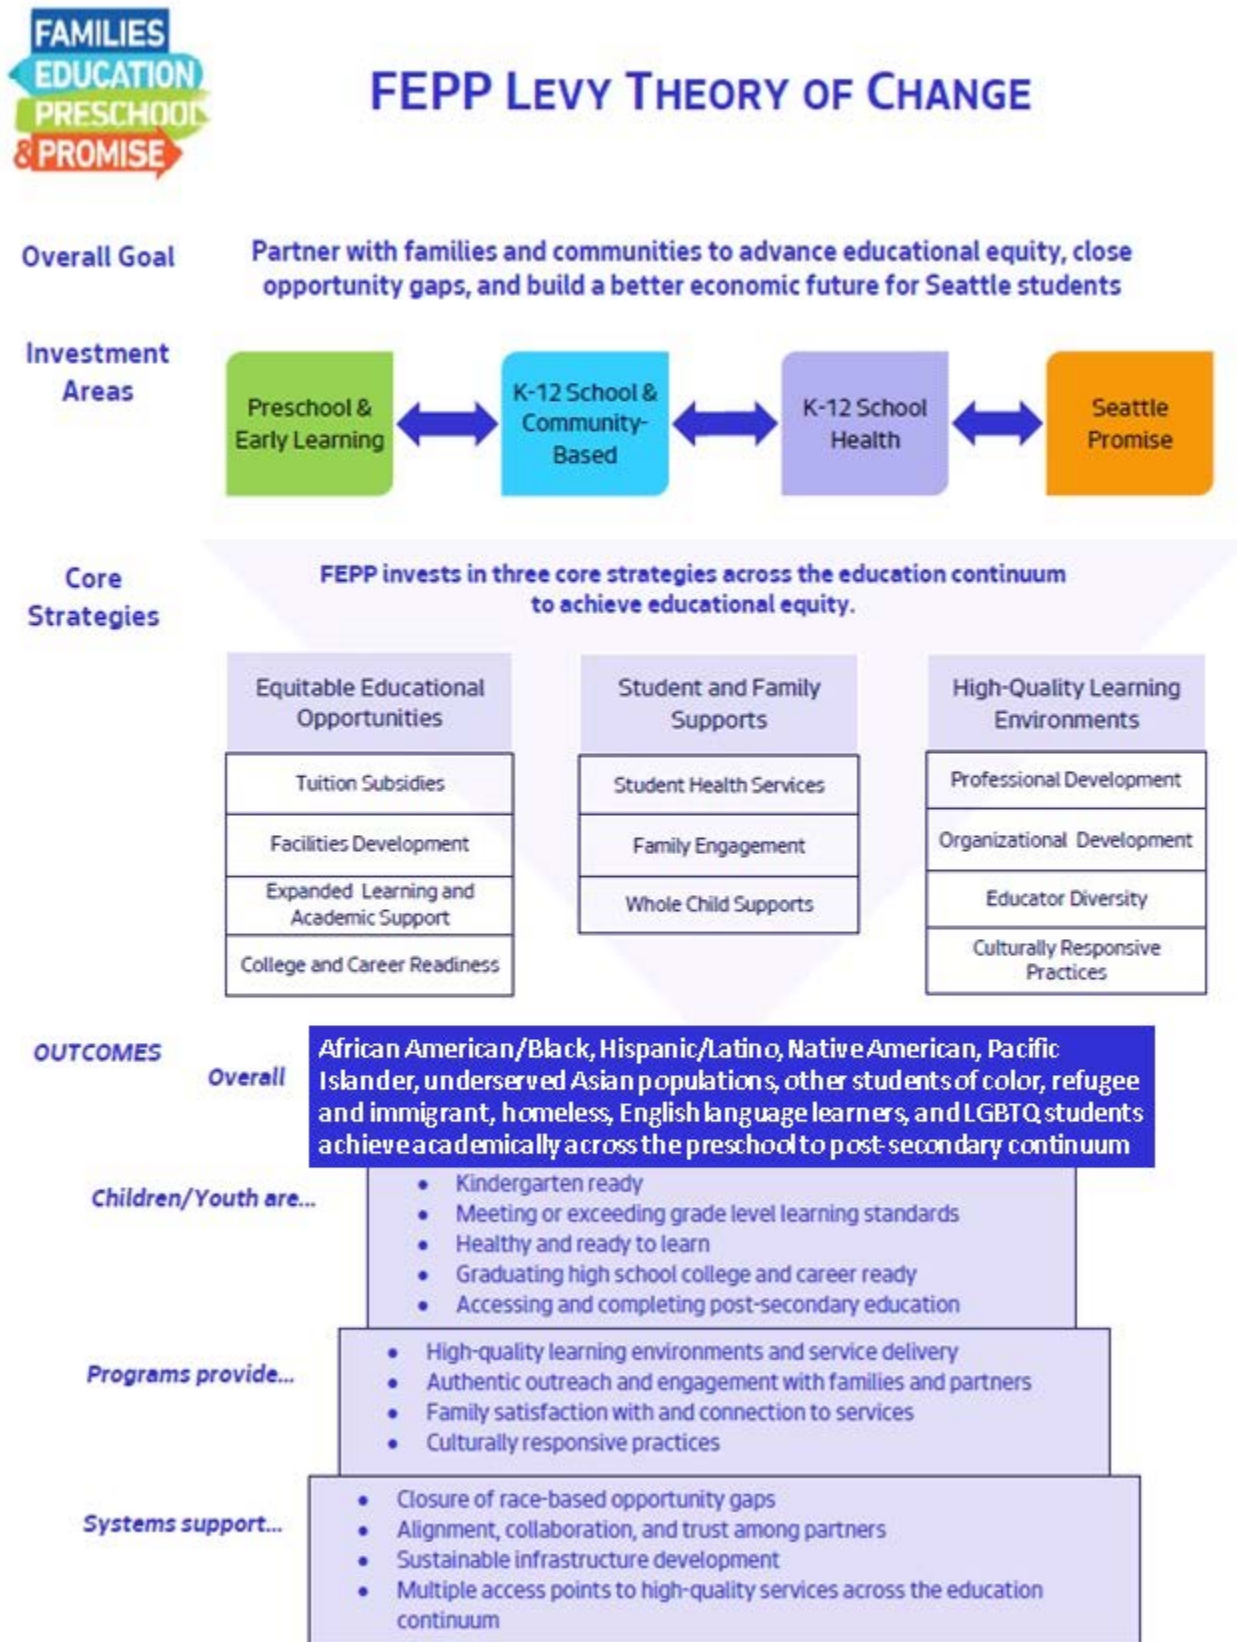 FAMILIES
EDUCATION
PRESCHOOL
& PROMISE
FEPP LEVY THEORY OF CHANGE
Overall Goal
Partner with families and communities to advance educational equity, close
opportunity gaps, and build a better economic future for Seattle students
Investment
Areas
Preschool &
Early Learning
K-12 School &
Community-
Based
K-12 School
Health
Seattle
Promise
Core
Strategies
FEPP invests in three core strategies across the education continuum
to achieve educational equity.
Equitable Educational
Opportunities
Tuition Subsidies
Facilities Development
Expanded Learning and
Academic Support
College and Career Readiness
Student and Family
Supports
Student Health Services
Family Engagement
Whole Child Supports
High-Quality Learning
Environments
Professional Development
Organizational Development
Educator Diversity
Culturally Responsive
Practices
OUTCOMES
Overall
African American/Black, Hispanic/Latino, Native American, Pacific
Islander, underserved Asian populations, other students of color, refugee
and immigrant, homeless, English language learners, and LGBTQ students
achieve academically across the preschool to post-secondary continuum
Children/Youth are...
• Kindergarten ready
• Meeting or exceeding grade level learning standards
• Healthy and ready to learn
• Graduating high school college and career ready
• Accessing and completing post-secondary education
Programs provide...
• High-quality learning environments and service delivery
• Authentic outreach and engagement with families and partners
• Family satisfaction with and connection to services
• Culturally responsive practices
Systems support...
• Closure of race-based opportunity gaps
• Alignment, collaboration, and trust among partners
• Sustainable infrastructure development
• Multiple access points to high-quality services across the education
continuum